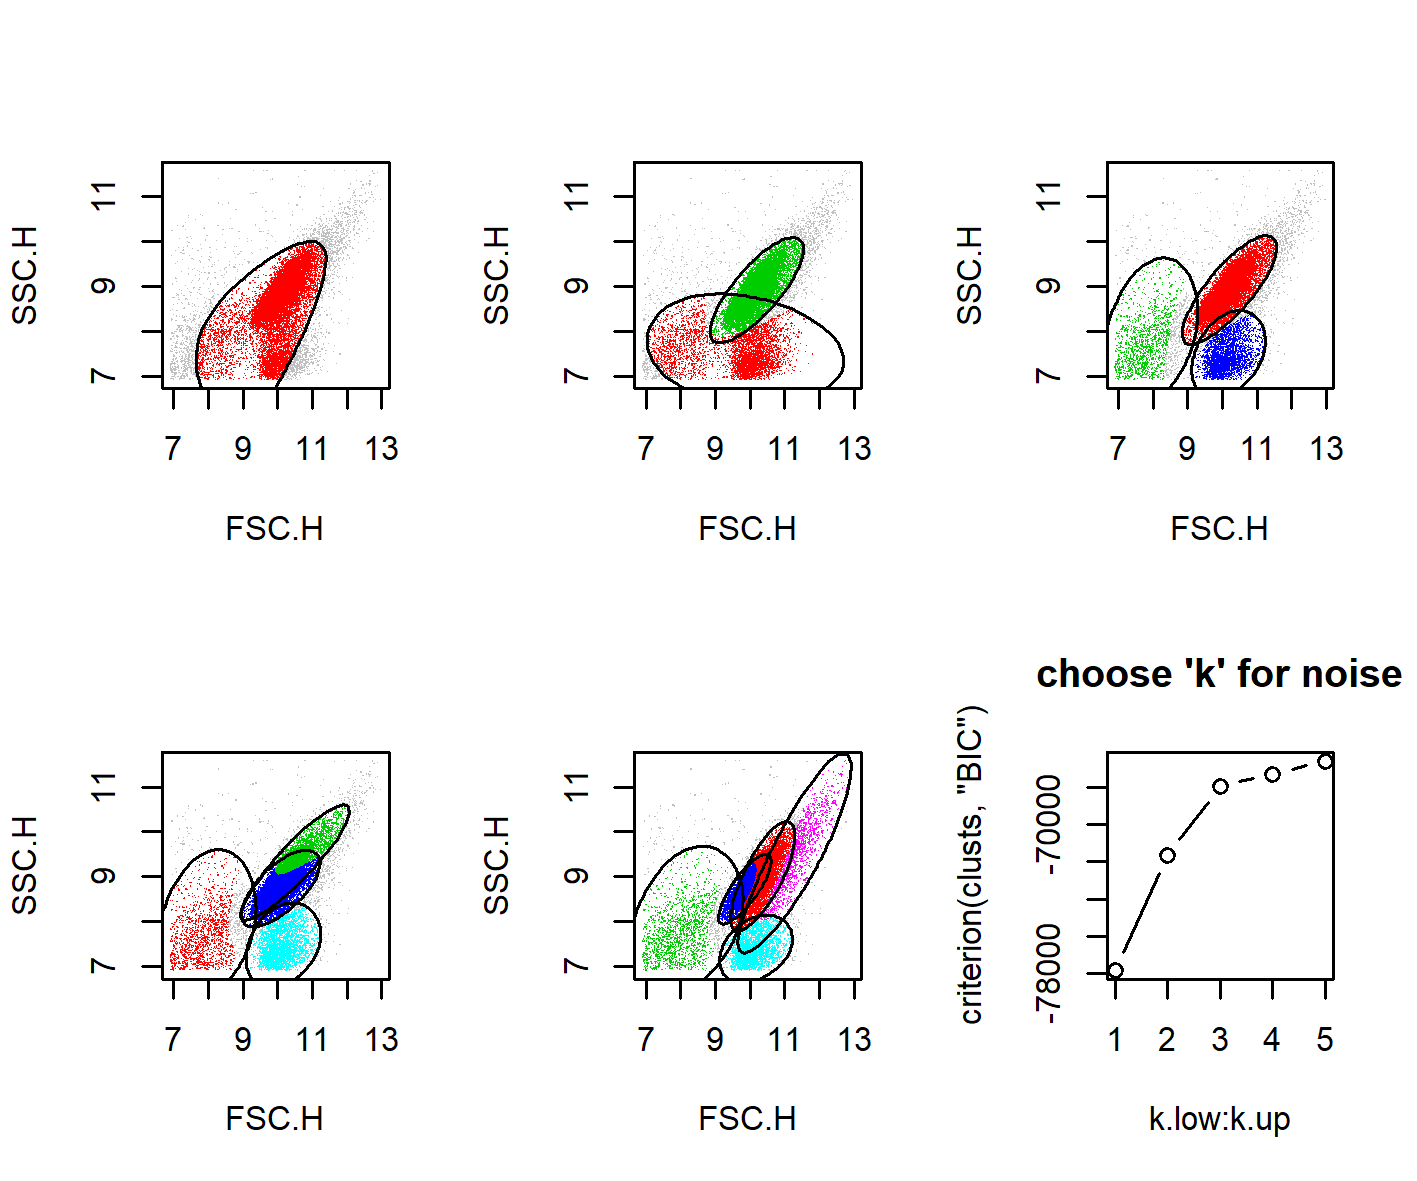 SSC.H
11
9
7
7 9 11 13
FSC.H
SSC.H
11
9
7
7 9 11 13
FSC.H
SSC.H
11
9
7
7 9 11 13
FSC.H
SSC.H
11
9
7
7 9 11 13
FSC.H
SSC.H
11
9
7
7 9 11 13
FSC.H
choose 'k' for noise
criterion(clusts, "BIC")
-70000
-78000
1 2 3 4 5
k.low:k.up